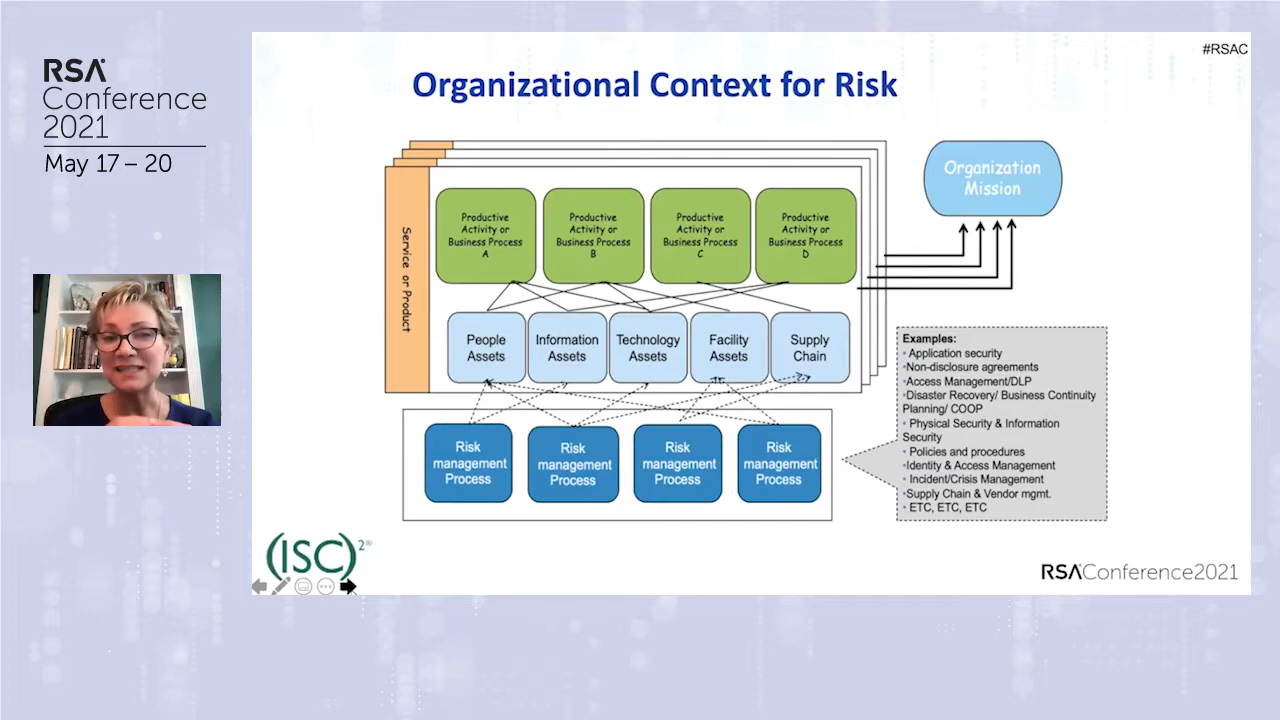 RSA
Conference
2021
May 17 – 20
#RSAC
Organizational Context for Risk
Service or Product
Productive
Activity or
Business Process
A
Productive
Activity or
Business Process
B
Productive
Activity or
Business Process
C
Productive
Activity or
Business Process
D
Organization
Mission
People
Assets
Information
Assets
Technology
Assets
Facility
Assets
Supply
Chain
Risk
management
Process
Risk
management
Process
Risk
management
Process
Risk
management
Process
Examples:
• Application security
•Non-disclosure agreements
•Access Management/DLP
•Disaster Recovery/ Business Continuity
Planning/ COOP
• Physical Security & Information
Security
• Policies and procedures
•Identity & Access Management
• Incident/Crisis Management
•Supply Chain & Vendor mgmt.
• ETC, ETC, ETC
(ISC)²®
RSAConference2021